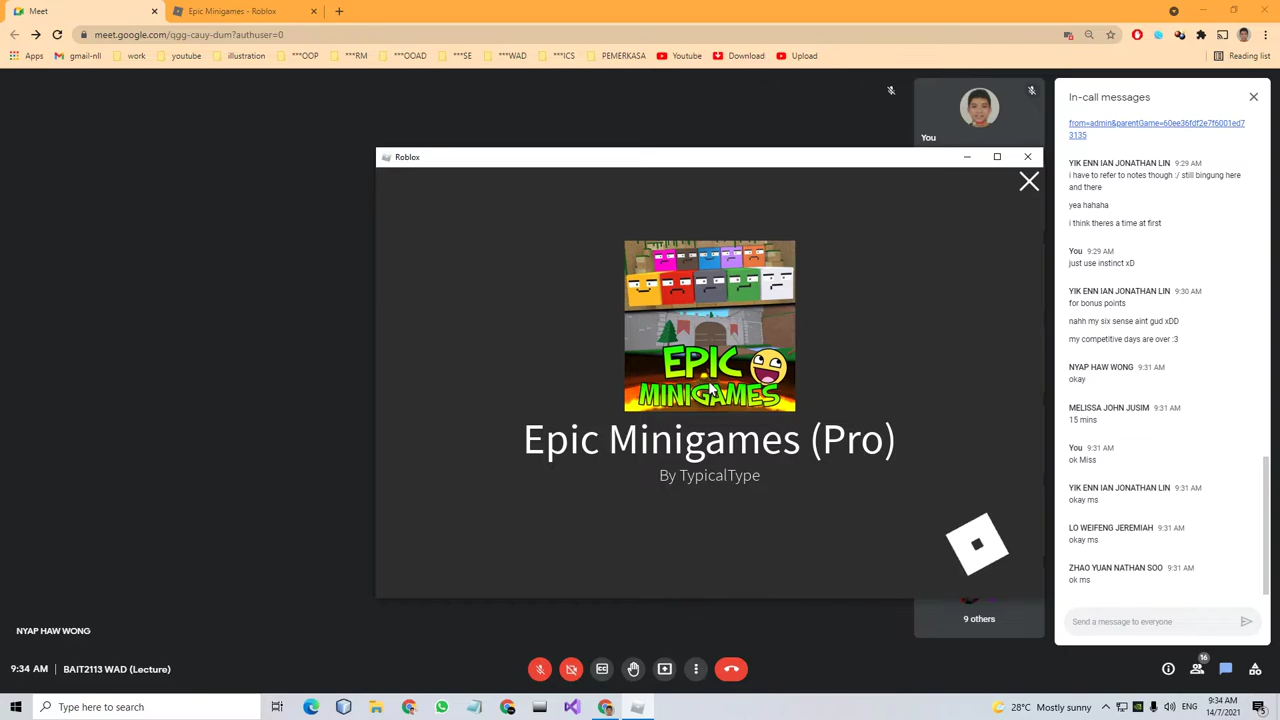 Meet
Epic Minigames - Roblox
meet.google.com/qgg-cauy-dum?authuser=0
Apps
gmail-nll
work
youtube
illustration
***OOP
***RM
***OOAD
***SE
***WAD
***ICS
PEMERKASA
Youtube
Download
Upload
Reading list
You
Roblox
EPIC
MINIGAMES
Epic Minigames (Pro)
By TypicalType
9 others
NYAP HAW WONG
9:34 AM | BAIT2113 WAD (Lecture)
In-call messages
from=admin&parentGame=60ee36fdf2e7f6001ed7
3135
YIK ENN IAN JONATHAN LIN 9:29 AM
i have to refer to notes though :/ still bingung here
and there
yea hahaha
i think theres a time at first
You 9:29 AM
just use instinct xD
YIK ENN IAN JONATHAN LIN 9:30 AM
for bonus points
nahh my six sense aint gud xDD
my competitive days are over :3
NYAP HAW WONG 9:31 AM
okay
MELISSA JOHN JUSIM 9:31 AM
15 mins
You 9:31 AM
ok Miss
YIK ENN IAN JONATHAN LIN 9:31 AM
okay ms
LO WEIFENG JEREMIAH 9:31 AM
okay ms
ZHAO YUAN NATHAN SOO 9:31 AM
ok ms
Send a message to everyone
16
Type here to search
28°C Mostly sunny
9:34 AM
14/7/2021
5